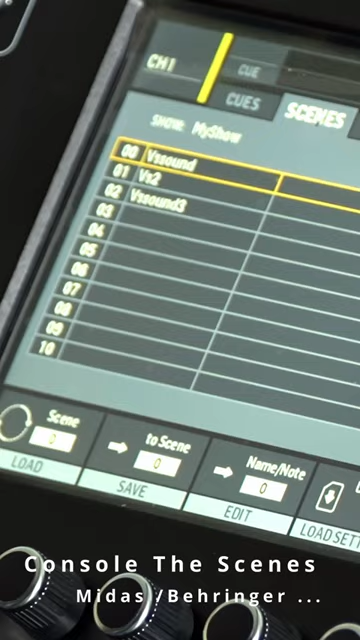 CH1
CUE
CUES
SCENES
SHOW: MyShow
00 Vssound
01 Vs2
02 Vssound3
03
04
05
06
07
08
09
10
Scene
0
LOAD
to Scene
0
SAVE
Name/Note
0
EDIT
LOAD SETT
Console The Scenes
Midas /Behringer ...